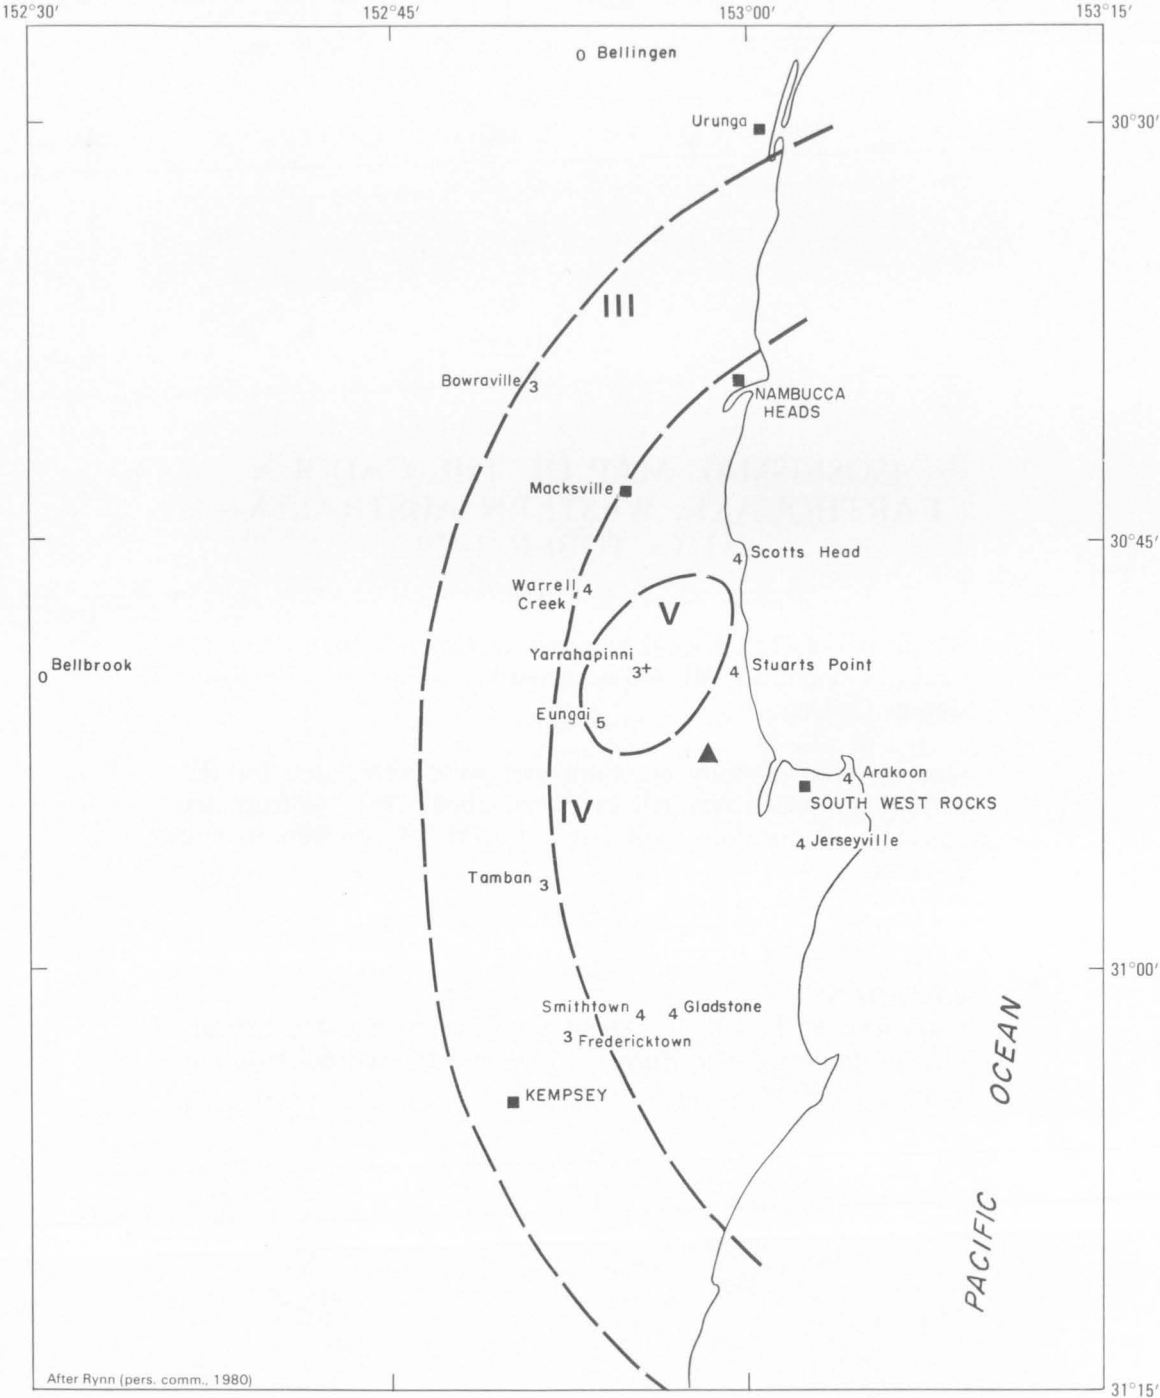 152°30′ 152°45′ 153°00′ 153°15′
0 Bellingen
Urunga
30°30′
III
Bowraville 3
NAMBUCCA
HEADS
Macksville
30°45′
4 Scotts Head
Warrell
Creek 4
V
Yarrahapinni
3+
0 Bellbrook
4 Stuarts Point
Eungai 5
4 Arakoon
SOUTH WEST ROCKS
IV
4 Jerseyville
Tamban 3
31°00′
Smithtown 4
4 Gladstone
3 Fredericktown
KEMPSEY
PACIFIC OCEAN
After Rynn (pers. comm., 1980)
31°15′